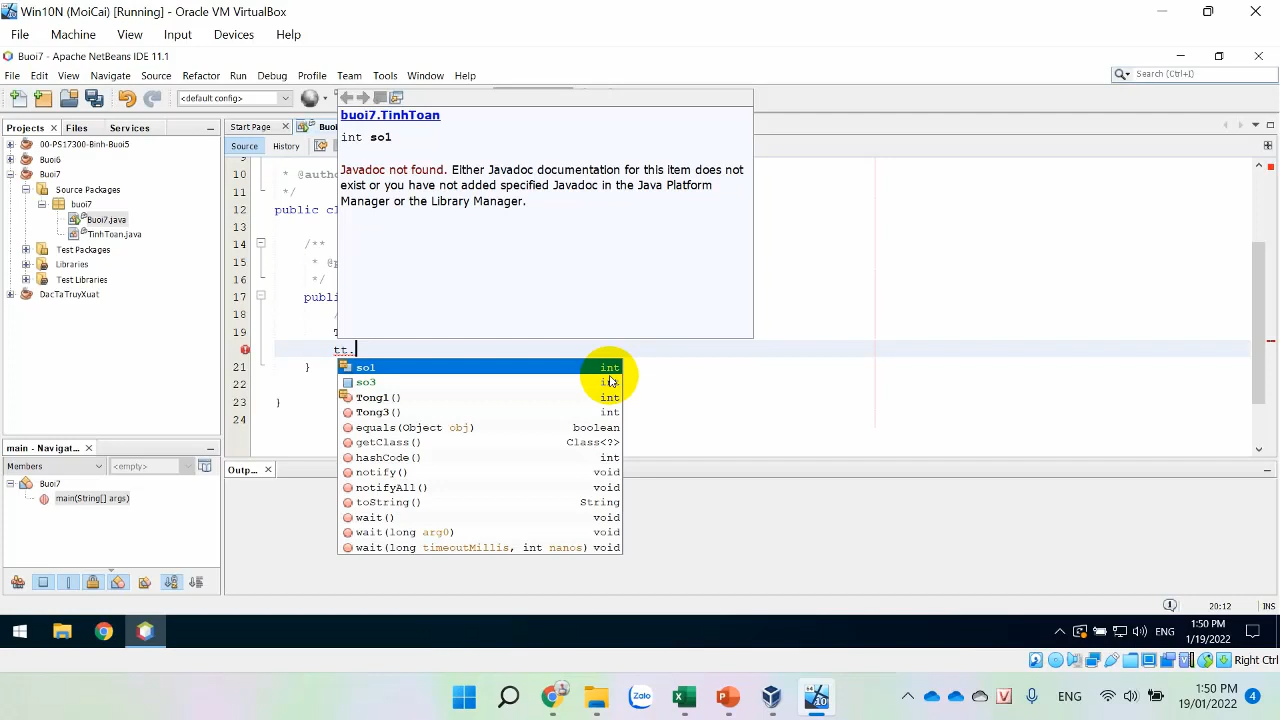 Win10N (MoiCai) [Running] - Oracle VM VirtualBox
File Machine View Input Devices Help
Buoi7 - Apache NetBeans IDE 11.1
File Edit View Navigate Source Refactor Run Debug Profile Team Tools Window Help
Search (Ctrl+I)
<default config>
buoi7.TinhToan
int so1
Javadoc not found. Either Javadoc documentation for this item does not
exist or you have not added specified Javadoc in the Java Platform
Manager or the Library Manager.
Projects Files Services
00-PS17300-Binh-Buoi5
Buoi6
Buoi7
Source Packages
buoi7
Buoi7.java
TinhToan.java
Test Packages
Libraries
Test Libraries
DacTaTruyXuat
Start Page
Source History
10 * @autho
11 */
12 public cl
13
14 /**
15 * @p
16 */
17 publi
18 /
19 T
tt.
21 }
22
23 }
24
so1 int
so3 int
Tong1() int
Tong3() int
equals(Object obj) boolean
getClass() Class<?>
hashCode() int
notify() void
notifyAll() void
toString() String
wait() void
wait(long arg0) void
wait(long timeoutMillis, int nanos) void
main - Navigat...
Members <empty>
Buoi7
main(String[] args)
Outp...
20:12 INS
ENG
1:50 PM
1/19/2022
Right Ctrl
Zalo
ENG
1:50 PM
19/01/2022
4